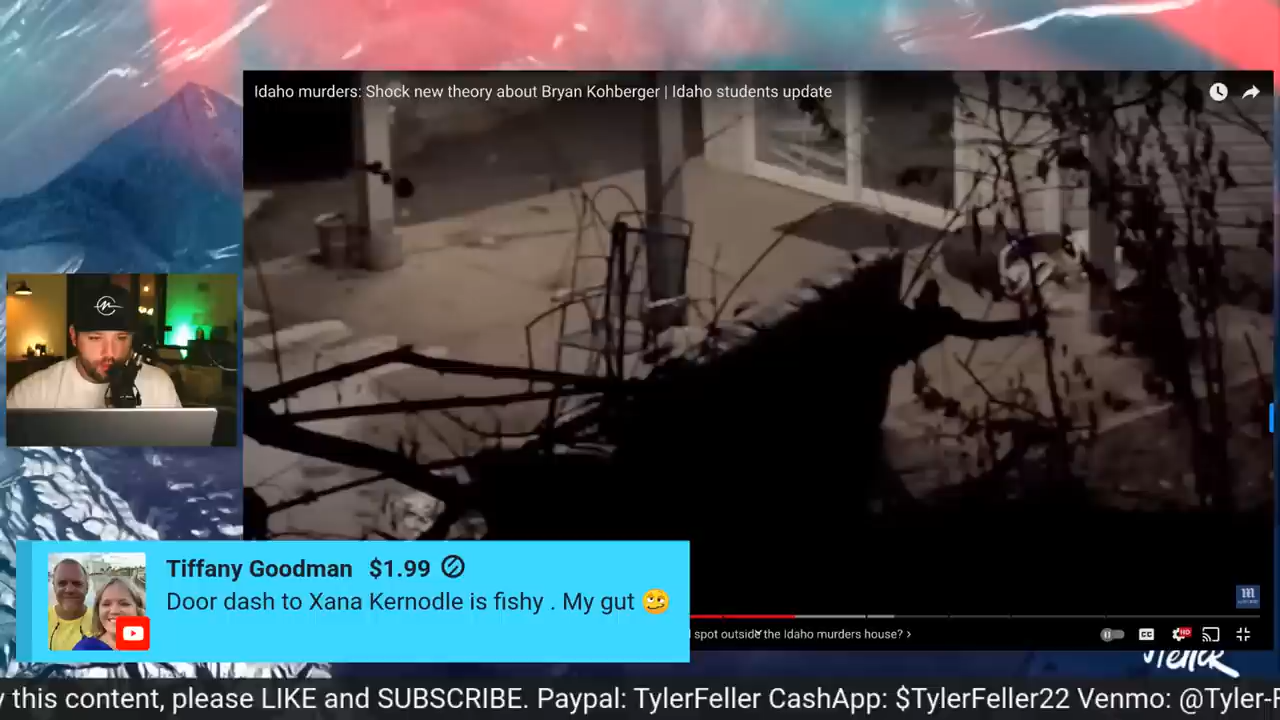 Idaho murders: Shock new theory about Bryan Kohberger | Idaho students update
Tiffany Goodman $1.99
Door dash to Xana Kernodle is fishy . My gut 🥴
spot outside the Idaho murders house? ›
CC
HD
m
y this content, please LIKE and SUBSCRIBE. Paypal: TylerFeller CashApp: $TylerFeller22 Venmo: @Tyler-F